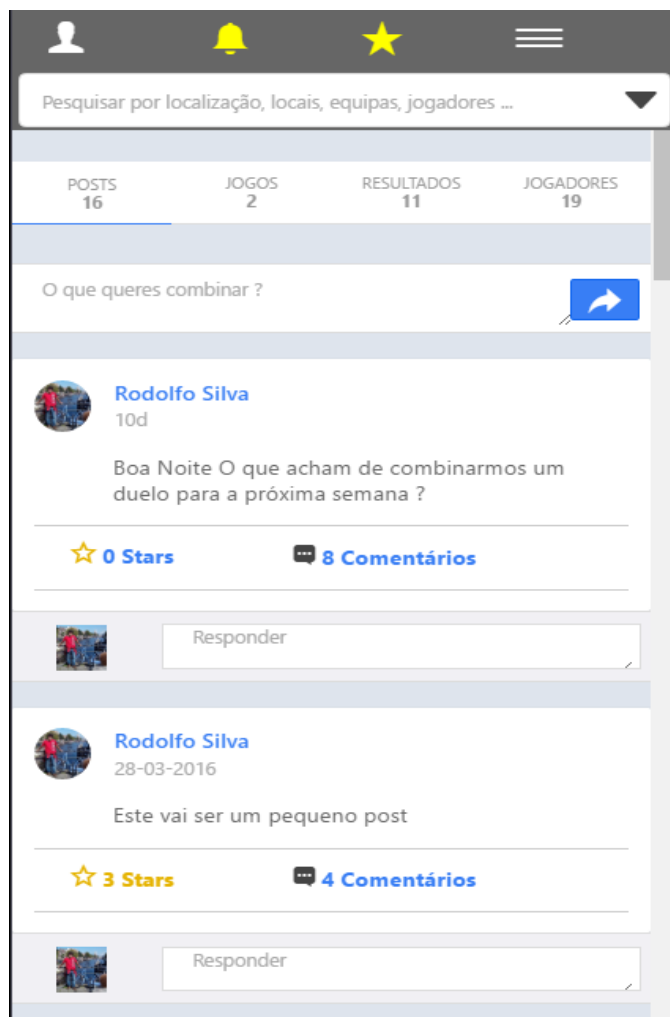 Pesquisar por localização, locais, equipas, jogadores ...
POSTS JOGOS RESULTADOS JOGADORES
16 2 11 19
O que queres combinar ?
Rodolfo Silva
10d
Boa Noite O que acham de combinarmos um
duelo para a próxima semana ?
0 Stars 8 Comentários
Responder
Rodolfo Silva
28-03-2016
Este vai ser um pequeno post
3 Stars 4 Comentários
Responder